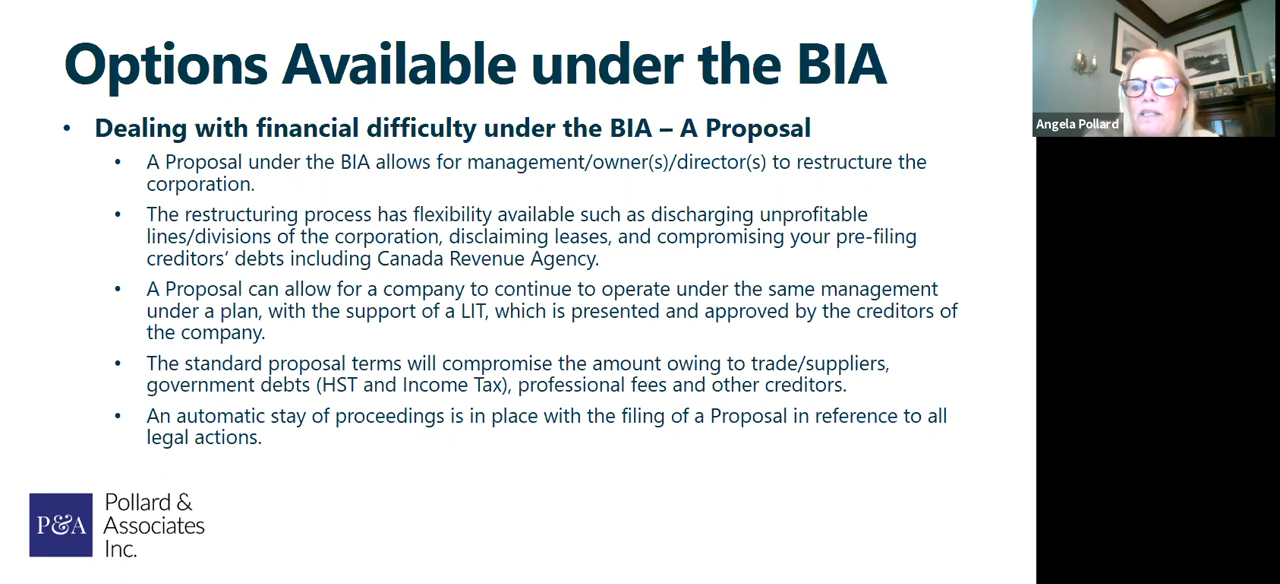 Options Available under the BIA
• Dealing with financial difficulty under the BIA – A Proposal
• A Proposal under the BIA allows for management/owner(s)/director(s) to restructure the
corporation.
• The restructuring process has flexibility available such as discharging unprofitable
lines/divisions of the corporation, disclaiming leases, and compromising your pre-filing
creditors’ debts including Canada Revenue Agency.
• A Proposal can allow for a company to continue to operate under the same management
under a plan, with the support of a LIT, which is presented and approved by the creditors of
the company.
• The standard proposal terms will compromise the amount owing to trade/suppliers,
government debts (HST and Income Tax), professional fees and other creditors.
• An automatic stay of proceedings is in place with the filing of a Proposal in reference to all
legal actions.
P&A
Pollard &
Associates
Inc.
Angela Pollard